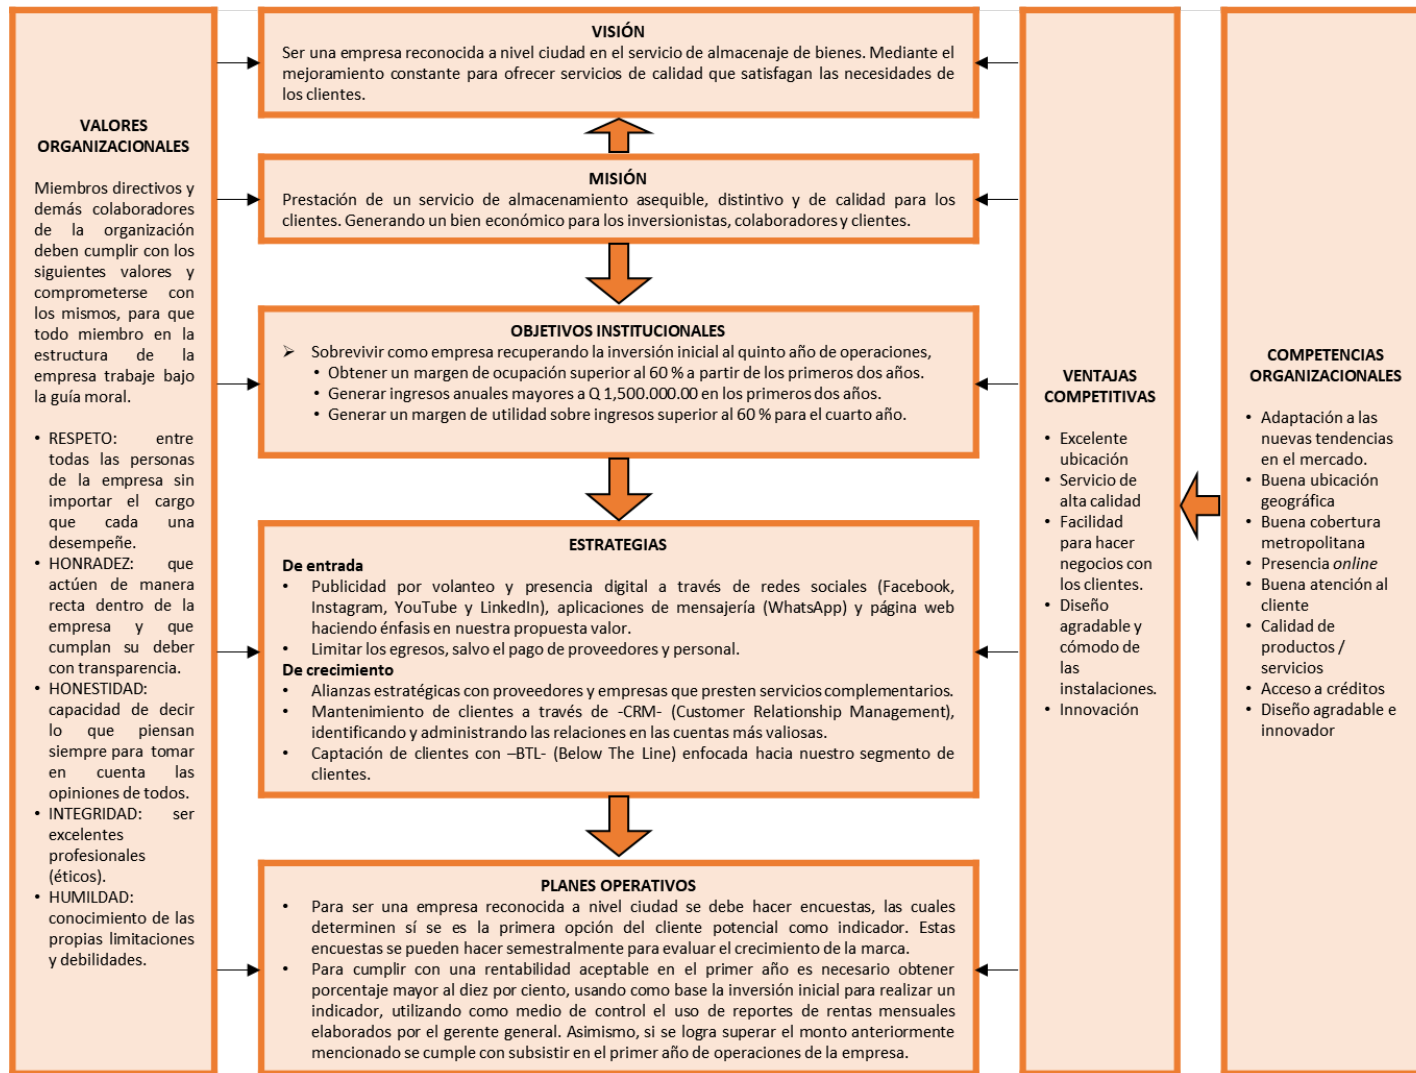 VALORES
ORGANIZACIONALES
Miembros directivos y
demás colaboradores
de la organización
deben cumplir con los
siguientes valores y
comprometerse con
los mismos, para que
todo miembro en la
estructura de la
empresa trabaje bajo
la guía moral.
• RESPETO: entre
todas las personas
de la empresa sin
importar el cargo
que cada una
desempeñe.
• HONRADEZ: que
actúen de manera
recta dentro de la
empresa y que
cumplan su deber
con transparencia.
• HONESTIDAD:
capacidad de decir
lo que piensan
siempre para tomar
en cuenta las
opiniones de todos.
• INTEGRIDAD: ser
excelentes
profesionales
(éticos).
• HUMILDAD:
conocimiento de las
propias limitaciones
y debilidades.
VISIÓN
Ser una empresa reconocida a nivel ciudad en el servicio de almacenaje de bienes. Mediante el
mejoramiento constante para ofrecer servicios de calidad que satisfagan las necesidades de
los clientes.
MISIÓN
Prestación de un servicio de almacenamiento asequible, distintivo y de calidad para los
clientes. Generando un bien económico para los inversionistas, colaboradores y clientes.
OBJETIVOS INSTITUCIONALES
➢ Sobrevivir como empresa recuperando la inversión inicial al quinto año de operaciones,
• Obtener un margen de ocupación superior al 60 % a partir de los primeros dos años.
• Generar ingresos anuales mayores a Q 1,500.000.00 en los primeros dos años.
• Generar un margen de utilidad sobre ingresos superior al 60 % para el cuarto año.
ESTRATEGIAS
De entrada
• Publicidad por volanteo y presencia digital a través de redes sociales (Facebook,
Instagram, YouTube y LinkedIn), aplicaciones de mensajería (WhatsApp) y página web
haciendo énfasis en nuestra propuesta valor.
• Limitar los egresos, salvo el pago de proveedores y personal.
De crecimiento
• Alianzas estratégicas con proveedores y empresas que presten servicios complementarios.
• Mantenimiento de clientes a través de -CRM- (Customer Relationship Management),
identificando y administrando las relaciones en las cuentas más valiosas.
• Captación de clientes con –BTL- (Below The Line) enfocada hacia nuestro segmento de
clientes.
PLANES OPERATIVOS
• Para ser una empresa reconocida a nivel ciudad se debe hacer encuestas, las cuales
determinen sí se es la primera opción del cliente potencial como indicador. Estas
encuestas se pueden hacer semestralmente para evaluar el crecimiento de la marca.
• Para cumplir con una rentabilidad aceptable en el primer año es necesario obtener
porcentaje mayor al diez por ciento, usando como base la inversión inicial para realizar un
indicador, utilizando como medio de control el uso de reportes de rentas mensuales
elaborados por el gerente general. Asimismo, si se logra superar el monto anteriormente
mencionado se cumple con subsistir en el primer año de operaciones de la empresa.
VENTAJAS
COMPETITIVAS
• Excelente
ubicación
• Servicio de
alta calidad
• Facilidad
para hacer
negocios con
los clientes.
• Diseño
agradable y
cómodo de
las
instalaciones.
• Innovación
COMPETENCIAS
ORGANIZACIONALES
• Adaptación a las
nuevas tendencias
en el mercado.
• Buena ubicación
geográfica
• Buena cobertura
metropolitana
• Presencia online
• Buena atención al
cliente
• Calidad de
productos /
servicios
• Acceso a créditos
• Diseño agradable e
innovador